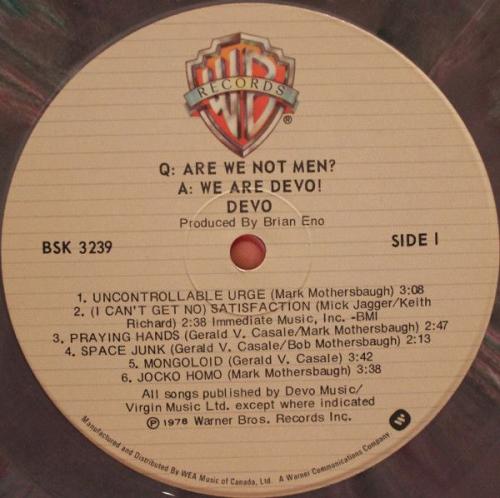 WB
RECORDS
®
Q: ARE WE NOT MEN?
A: WE ARE DEVO!
DEVO
Produced By Brian Eno
BSK 3239
SIDE I
1. UNCONTROLLABLE URGE (Mark Mothersbaugh) 3:08
2. (I CAN'T GET NO) SATISFACTION (Mick Jagger/Keith
Richard) 2:38 Immediate Music, Inc. -BMI
3. PRAYING HANDS (Gerald V. Casale/Mark Mothersbaugh) 2:47
4. SPACE JUNK (Gerald V. Casale/Bob Mothersbaugh) 2:13
5. MONGOLOID (Gerald V. Casale) 3:42
6. JOCKO HOMO (Mark Mothersbaugh) 3:38
All songs published by Devo Music/
Virgin Music Ltd. except where indicated
℗ 1978 Warner Bros. Records Inc.
Manufactured and Distributed By WEA Music of Canada, Ltd. A Warner Communications Company